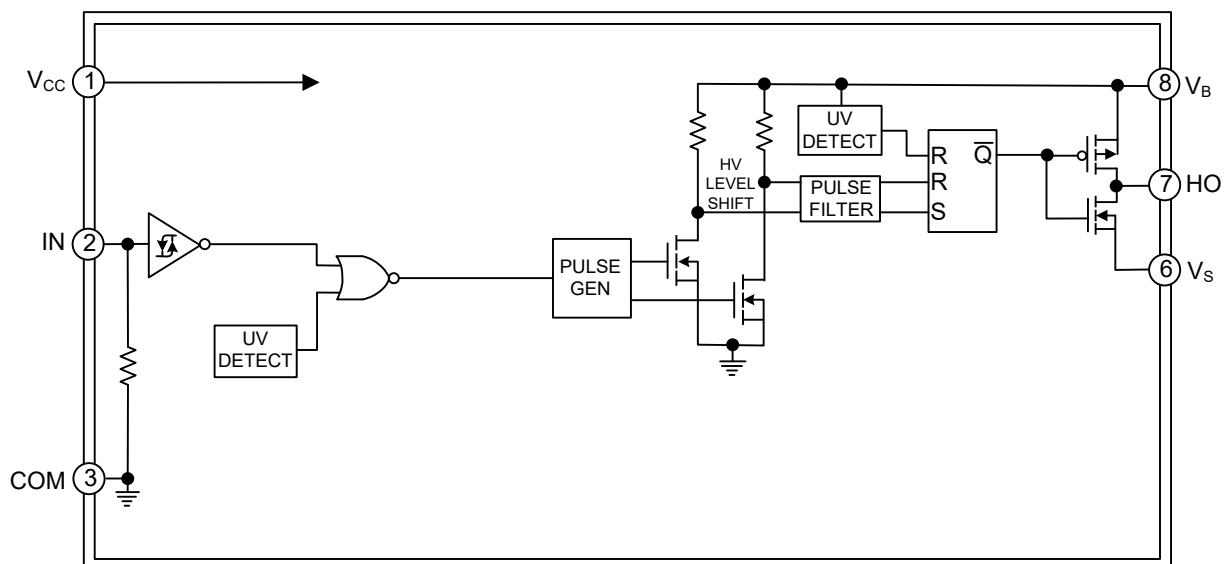 VCC 1
8 VB
UV
DETECT
R Q̅
HV
LEVEL
SHIFT
PULSE
FILTER
R
S
7 HO
IN 2
PULSE
GEN
6 VS
UV
DETECT
COM 3